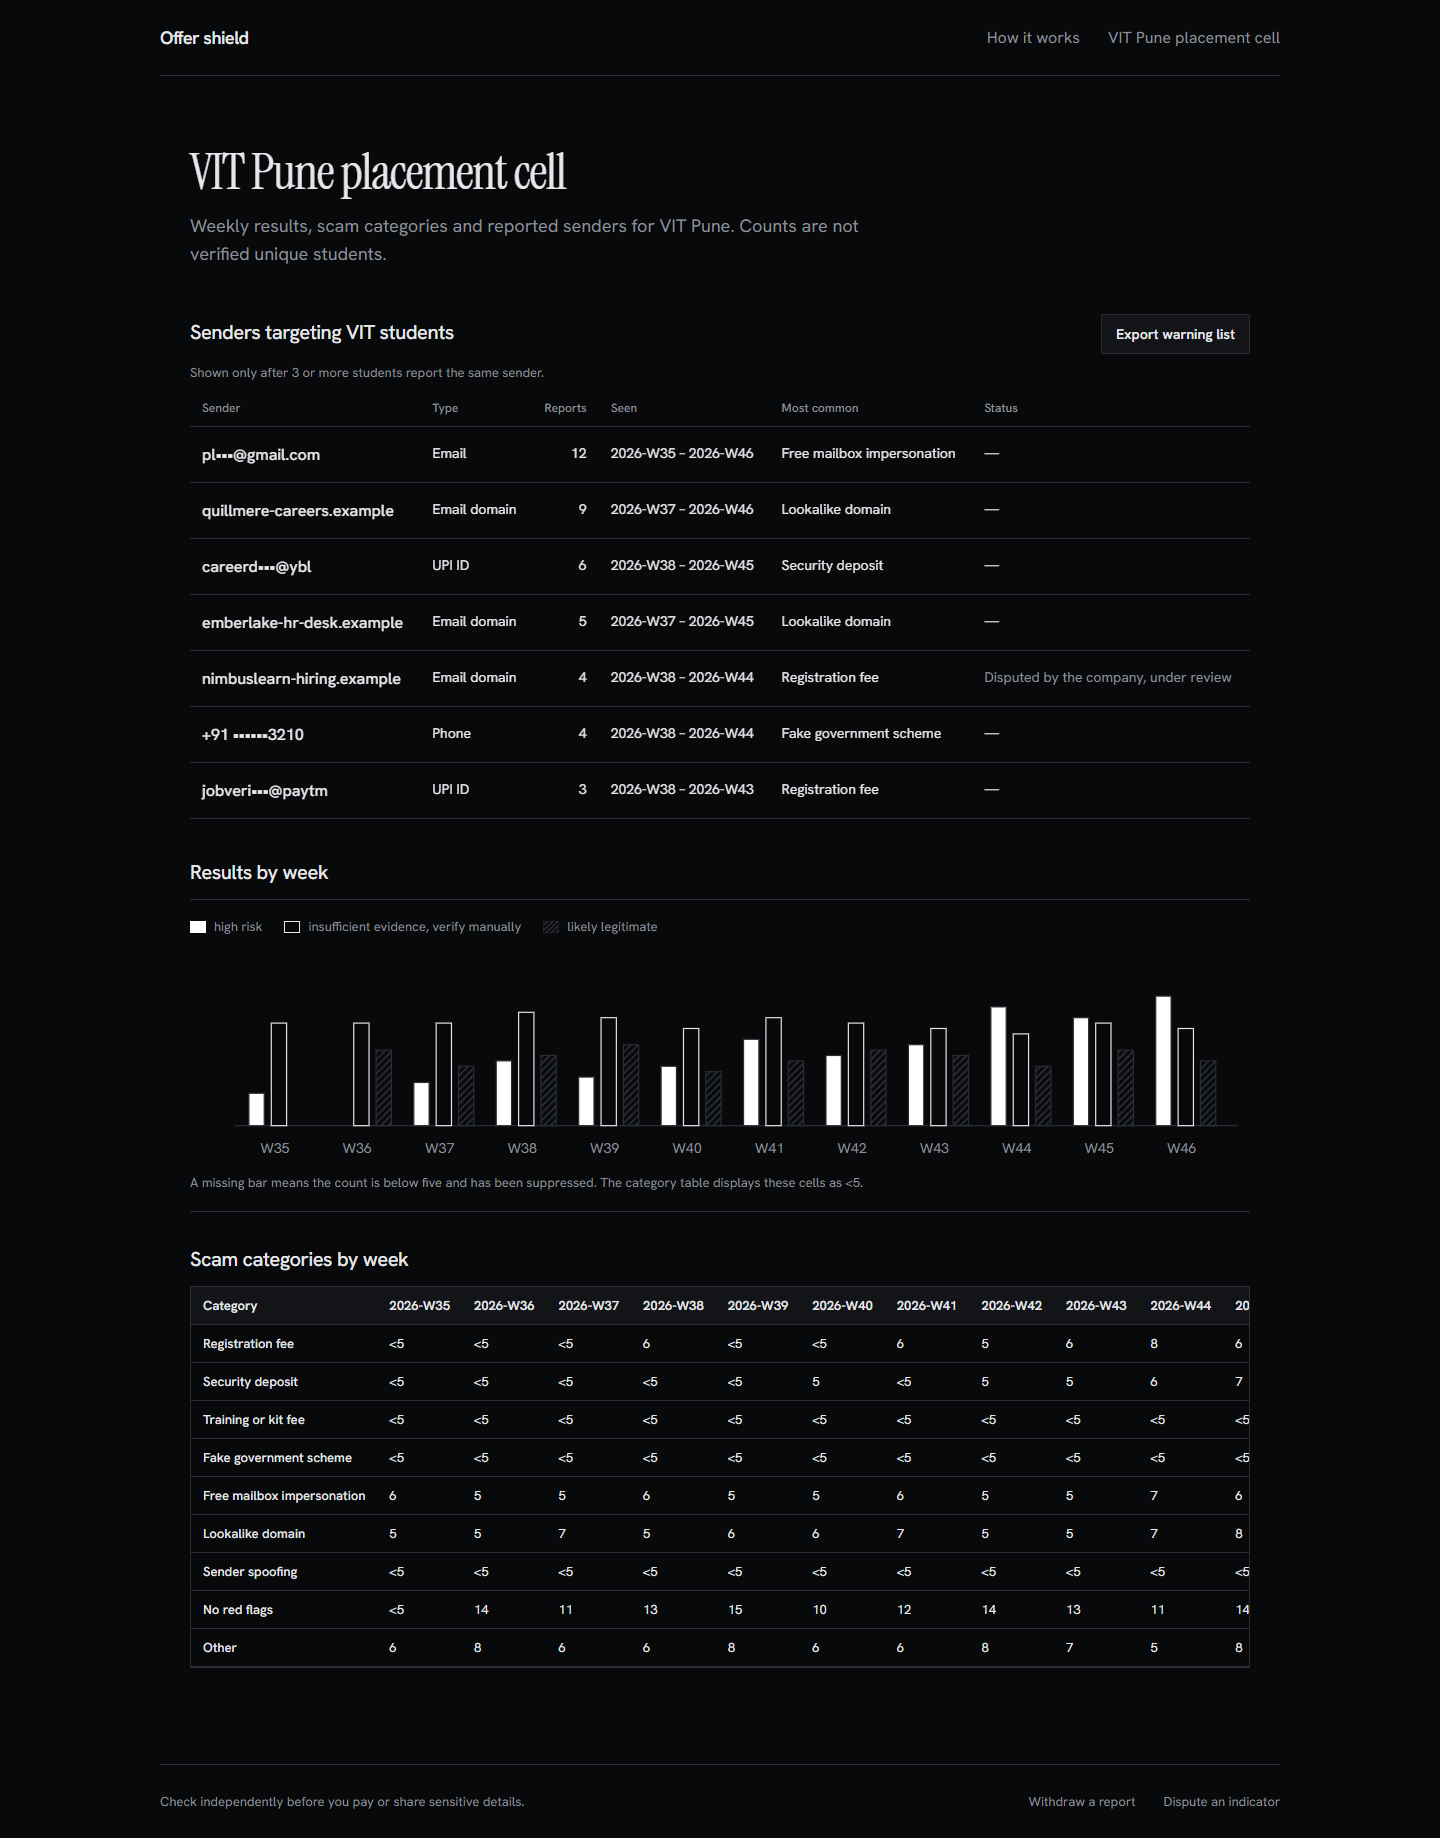 Offer shield
How it works
VIT Pune placement cell
VIT Pune placement cell
Weekly results, scam categories and reported senders for VIT Pune. Counts are not
verified unique students.
Senders targeting VIT students
Export warning list
Shown only after 3 or more students report the same sender.
Sender Type Reports Seen Most common Status
pl▪▪▪@gmail.com Email 12 2026-W35 – 2026-W46 Free mailbox impersonation —
quillmere-careers.example Email domain 9 2026-W37 – 2026-W46 Lookalike domain —
careerd▪▪▪@ybl UPI ID 6 2026-W38 – 2026-W45 Security deposit —
emberlake-hr-desk.example Email domain 5 2026-W37 – 2026-W45 Lookalike domain —
nimbuslearn-hiring.example Email domain 4 2026-W38 – 2026-W44 Registration fee Disputed by the company, under review
+91 ▪▪▪▪▪▪3210 Phone 4 2026-W38 – 2026-W44 Fake government scheme —
jobveri▪▪▪@paytm UPI ID 3 2026-W38 – 2026-W43 Registration fee —
Results by week
high risk insufficient evidence, verify manually likely legitimate
W35 W36 W37 W38 W39 W40 W41 W42 W43 W44 W45 W46
A missing bar means the count is below five and has been suppressed. The category table displays these cells as <5.
Scam categories by week
Category 2026-W35 2026-W36 2026-W37 2026-W38 2026-W39 2026-W40 2026-W41 2026-W42 2026-W43 2026-W44 20
Registration fee <5 <5 <5 6 <5 <5 6 5 6 8 6
Security deposit <5 <5 <5 <5 <5 5 <5 5 5 6 7
Training or kit fee <5 <5 <5 <5 <5 <5 <5 <5 <5 <5 <5
Fake government scheme <5 <5 <5 <5 <5 <5 <5 <5 <5 <5 <5
Free mailbox impersonation 6 5 5 6 5 5 6 5 5 7 6
Lookalike domain 5 5 7 5 6 6 7 5 5 7 8
Sender spoofing <5 <5 <5 <5 <5 <5 <5 <5 <5 <5 <5
No red flags <5 14 11 13 15 10 12 14 13 11 14
Other 6 8 6 6 8 6 6 8 7 5 8
Check independently before you pay or share sensitive details.
Withdraw a report
Dispute an indicator